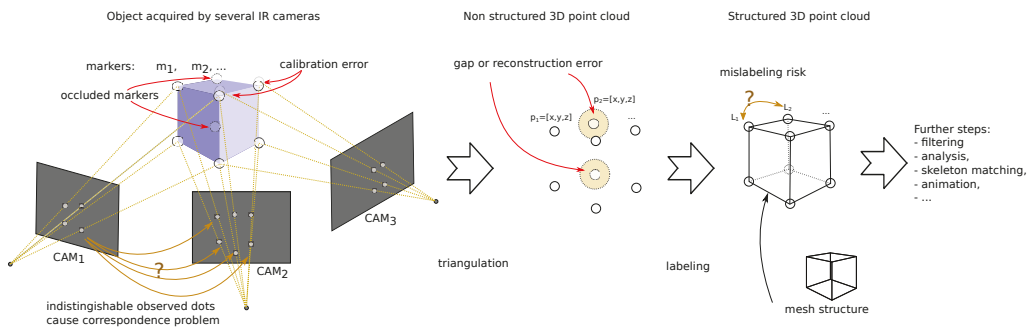 Object acquired by several IR cameras
Non structured 3D point cloud
Structured 3D point cloud
markers: m1, m2, ...
calibration error
occluded markers
gap or reconstruction error
mislabeling risk
p1=[x,y,z]
p2=[x,y,z]
...
?
L1
L2
...
Further steps:
- filtering
- analysis,
- skeleton matching,
- animation,
- ...
CAM1
CAM2
CAM3
?
triangulation
labeling
mesh structure
indistingishable observed dots
cause correspondence problem